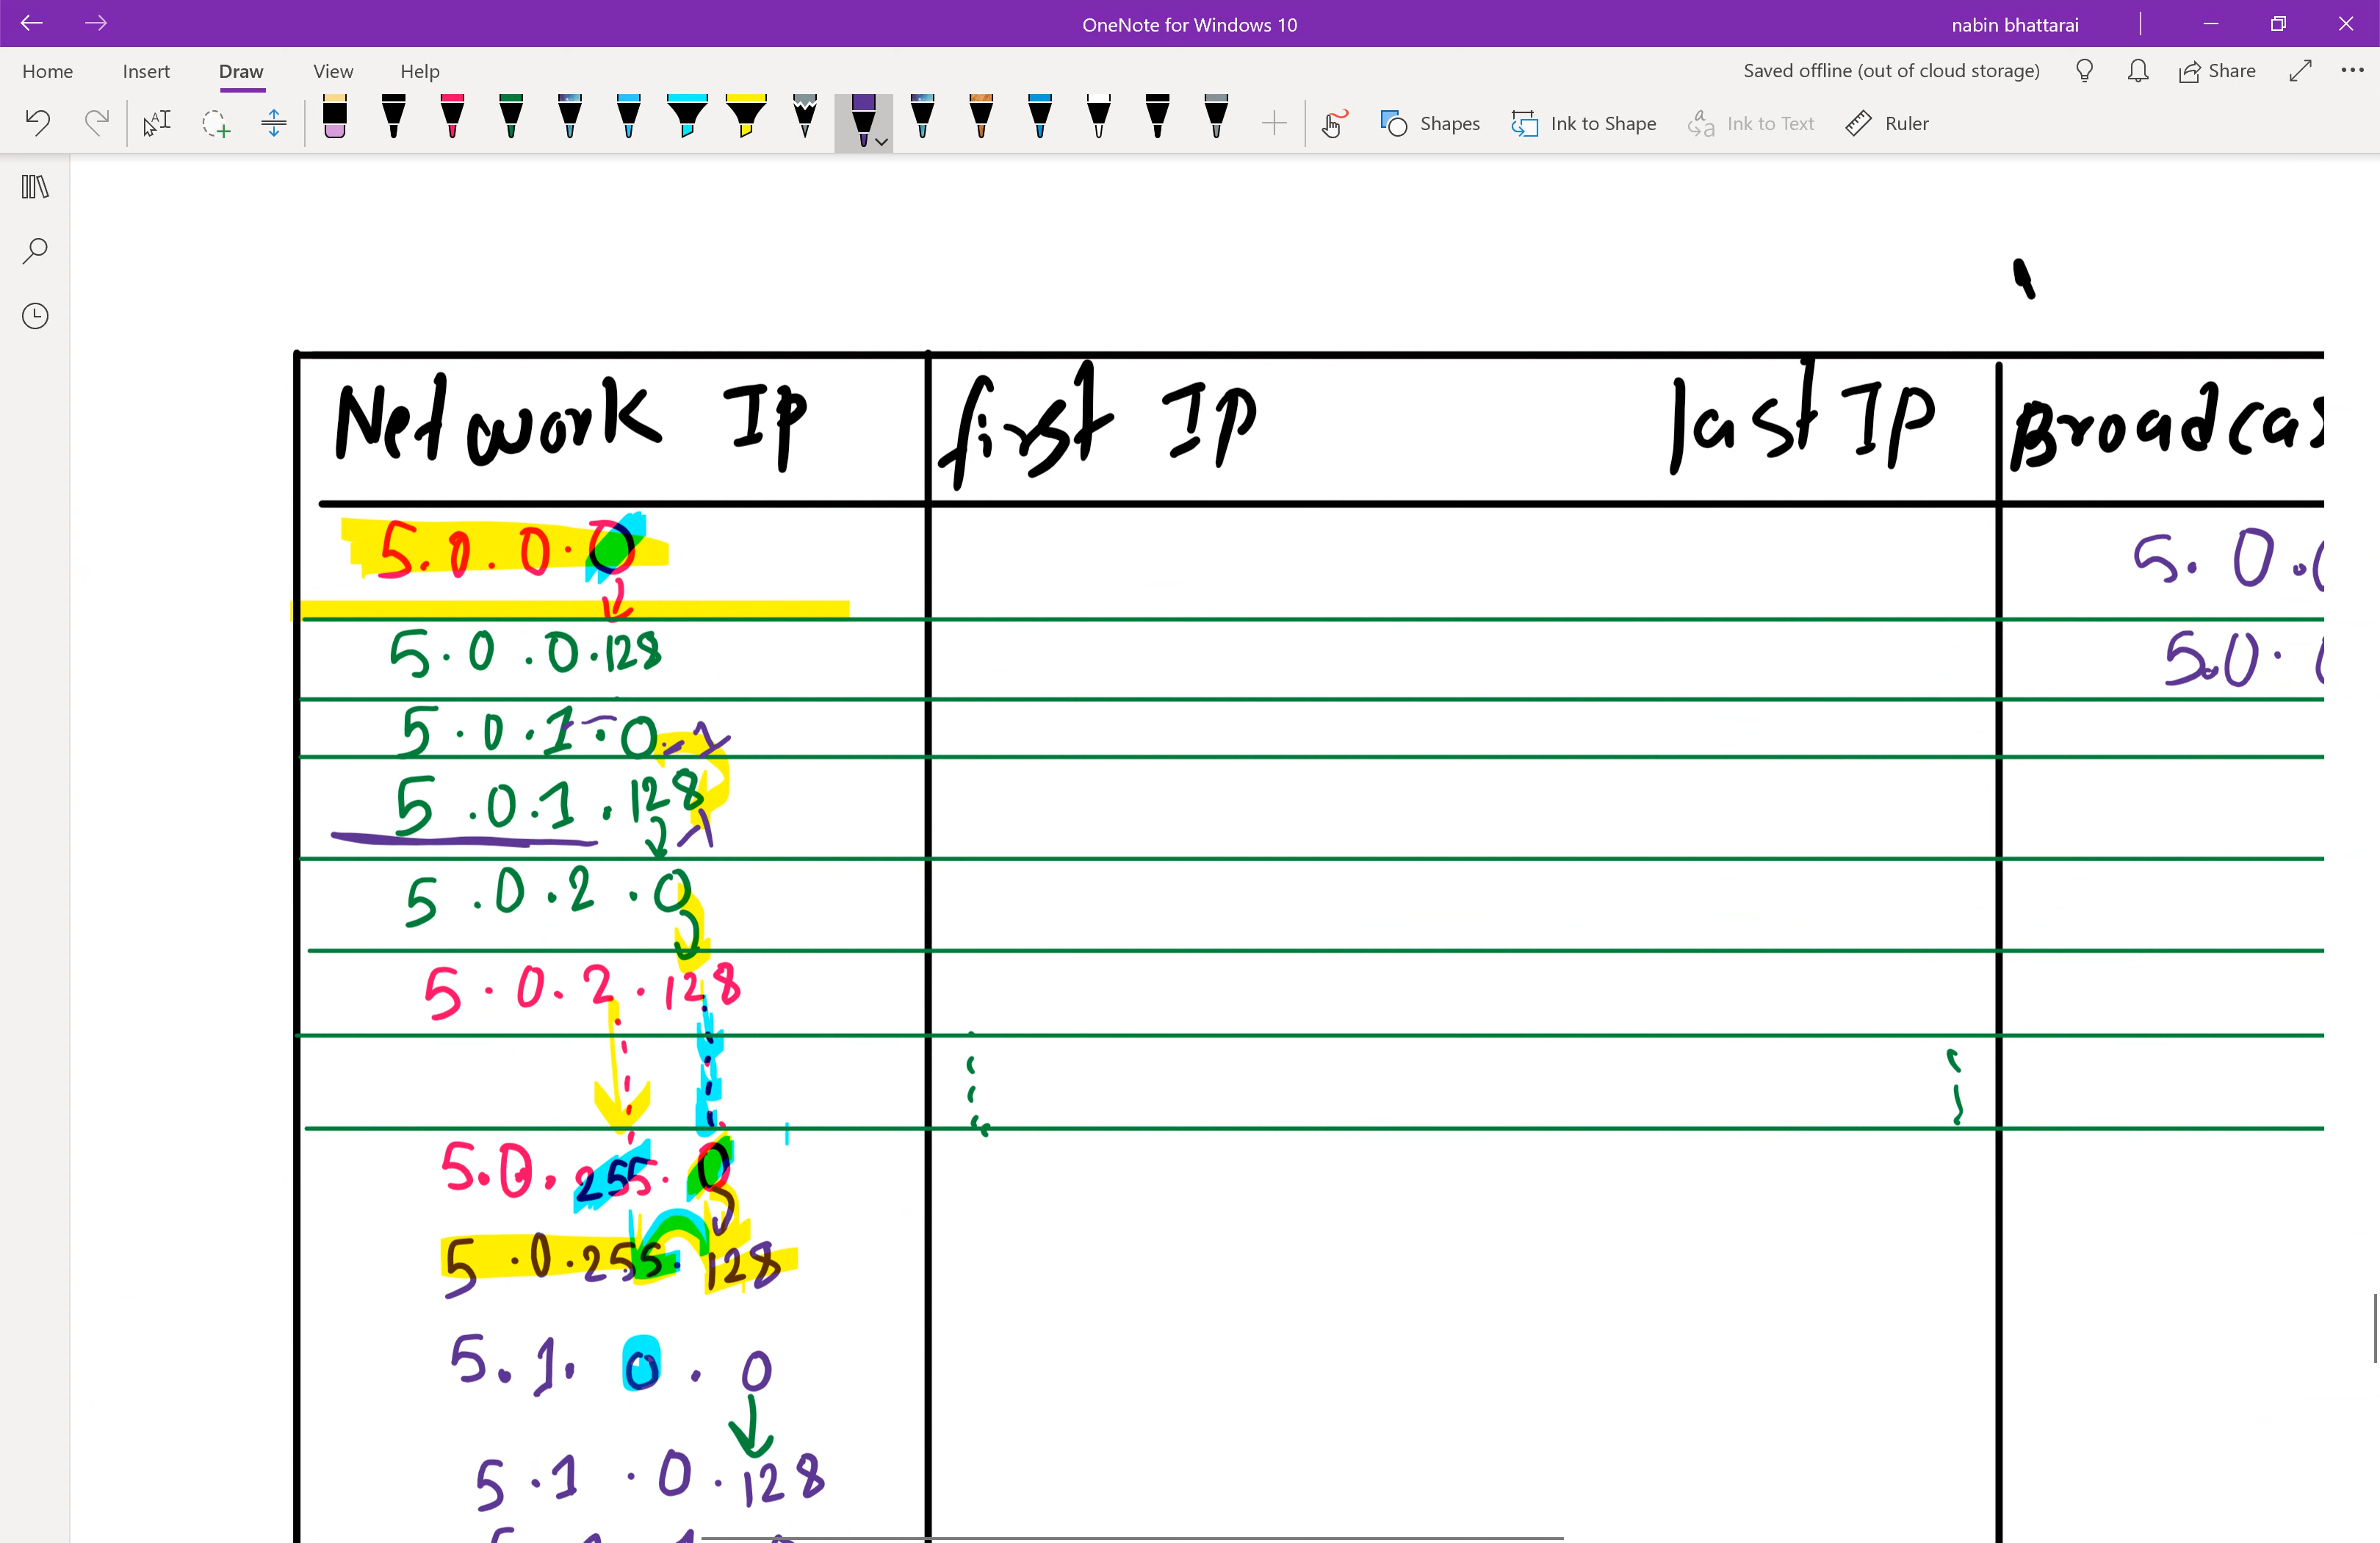 OneNote for Windows 10
nabin bhattarai
Home Insert Draw View Help
Saved offline (out of cloud storage)
Share
Shapes Ink to Shape Ink to Text Ruler
Network IP first IP last IP Broadcas
5.0.0.0 5.0.
5.0.0.128 5.0.
5.0.1.0 -1
5.0.1.128
5.0.2.0
5.0.2.128
5.0.255.0
5.0.255.128
5.1.0.0
5.1.0.128